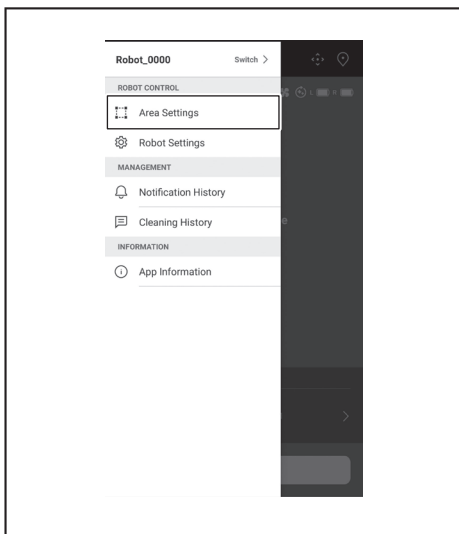 Robot_0000 Switch >
ROBOT CONTROL
Area Settings
Robot Settings
MANAGEMENT
Notification History
Cleaning History
INFORMATION
App Information
L R
e